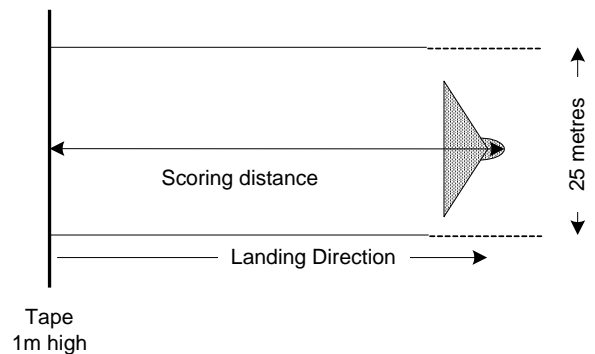 25 metres
Scoring distance
Landing Direction
Tape
1m high